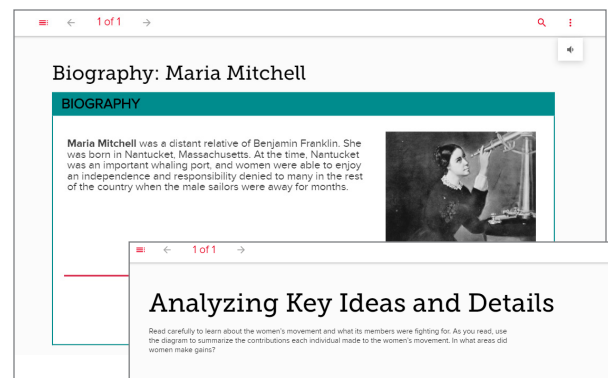 1 of 1
Biography: Maria Mitchell
BIOGRAPHY
Maria Mitchell was a distant relative of Benjamin Franklin. She
was born in Nantucket, Massachusetts. At the time, Nantucket
was an important whaling port, and women were able to enjoy
an independence and responsibility denied to many in the rest
of the country when the male sailors were away for months.
1 of 1
Analyzing Key Ideas and Details
Read carefully to learn about the women's movement and what its members were fighting for. As you read, use
the diagram to summarize the contributions each individual made to the women's movement. In what areas did
women make gains?